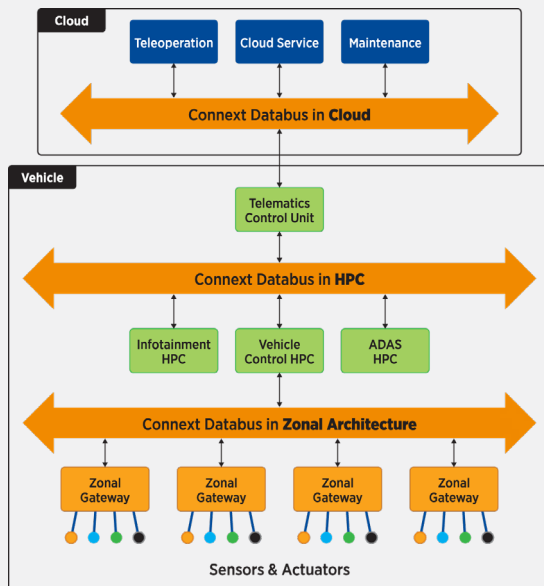 Cloud
Teleoperation
Cloud Service
Maintenance
Connext Databus in Cloud
Vehicle
Telematics
Control Unit
Connext Databus in HPC
Infotainment
HPC
Vehicle
Control HPC
ADAS
HPC
Connext Databus in Zonal Architecture
Zonal
Gateway
Zonal
Gateway
Zonal
Gateway
Zonal
Gateway
Sensors & Actuators